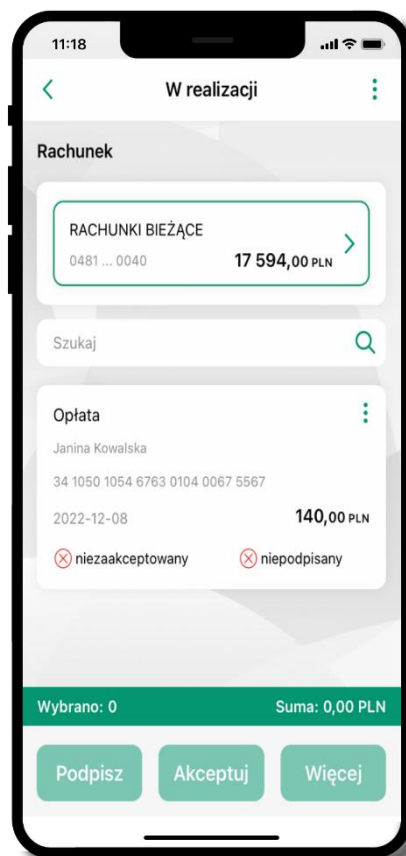 11:18
W realizacji
Rachunek
RACHUNKI BIEŻĄCE
0481 ... 0040 17 594,00 PLN
Szukaj
Opłata
Janina Kowalska
34 1050 1054 6763 0104 0067 5567
2022-12-08 140,00 PLN
niezaakceptowany niepodpisany
Wybrano: 0 Suma: 0,00 PLN
Podpisz Akceptuj Więcej